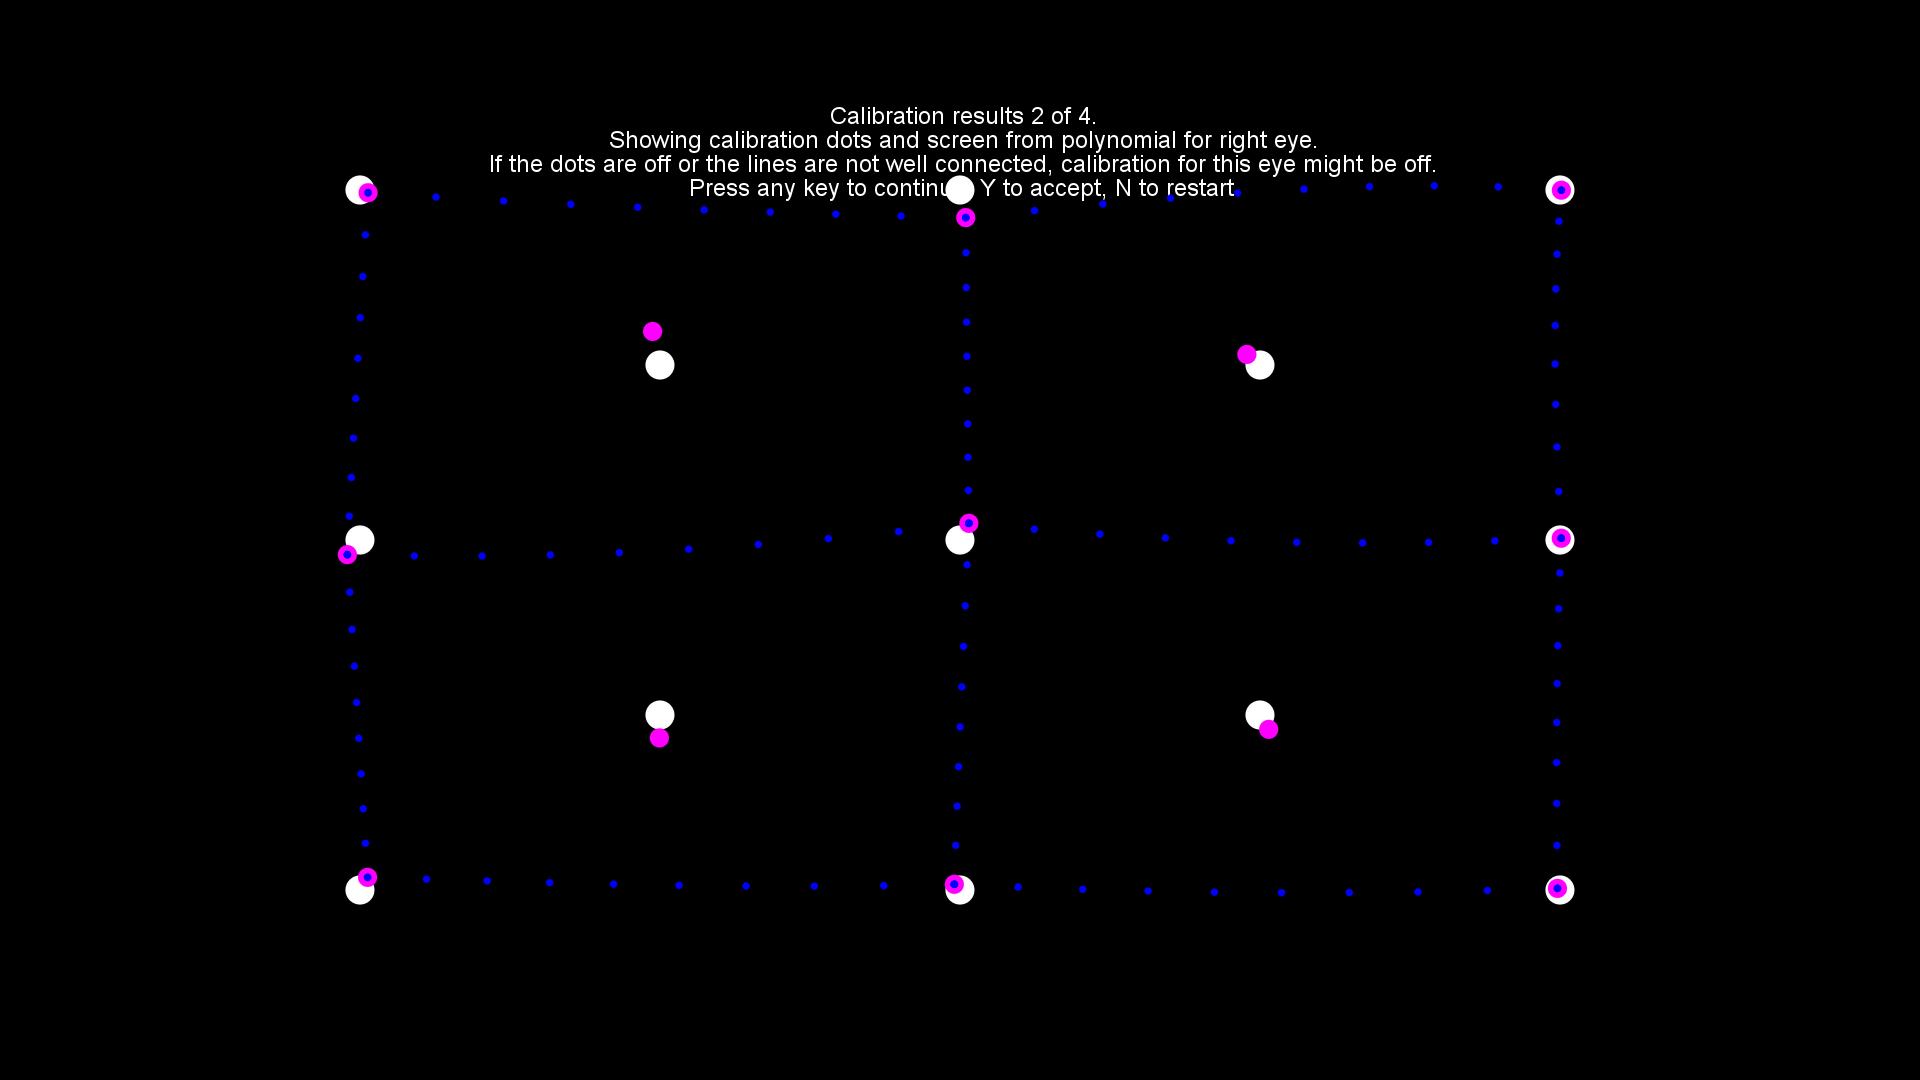 Calibration results 2 of 4.
Showing calibration dots and screen from polynomial for right eye.
If the dots are off or the lines are not well connected, calibration for this eye might be off.
Press any key to continu Y to accept, N to restart